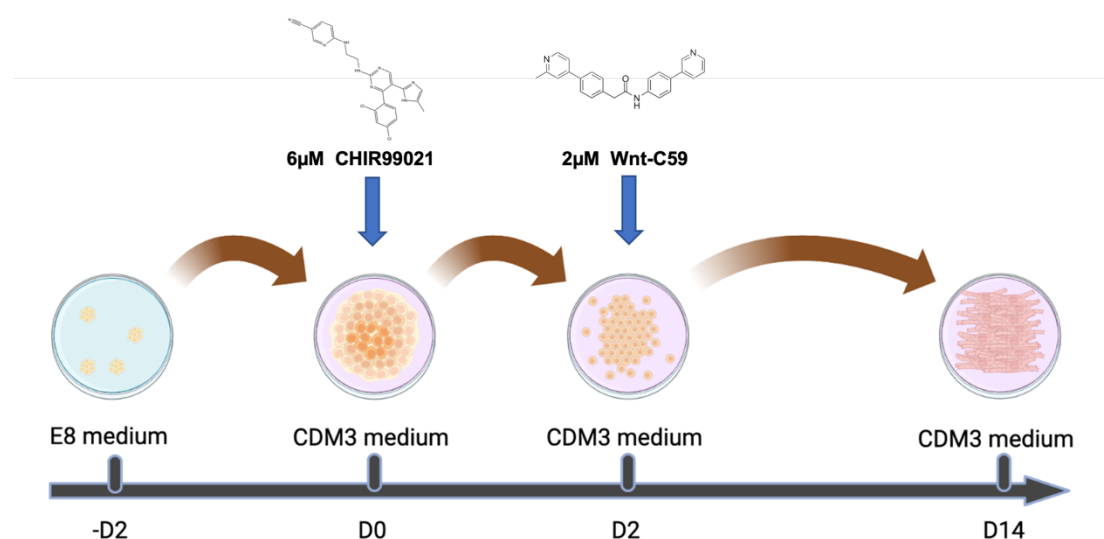 6µM CHIR99021
2µM Wnt-C59
E8 medium
CDM3 medium
CDM3 medium
CDM3 medium
-D2
D0
D2
D14